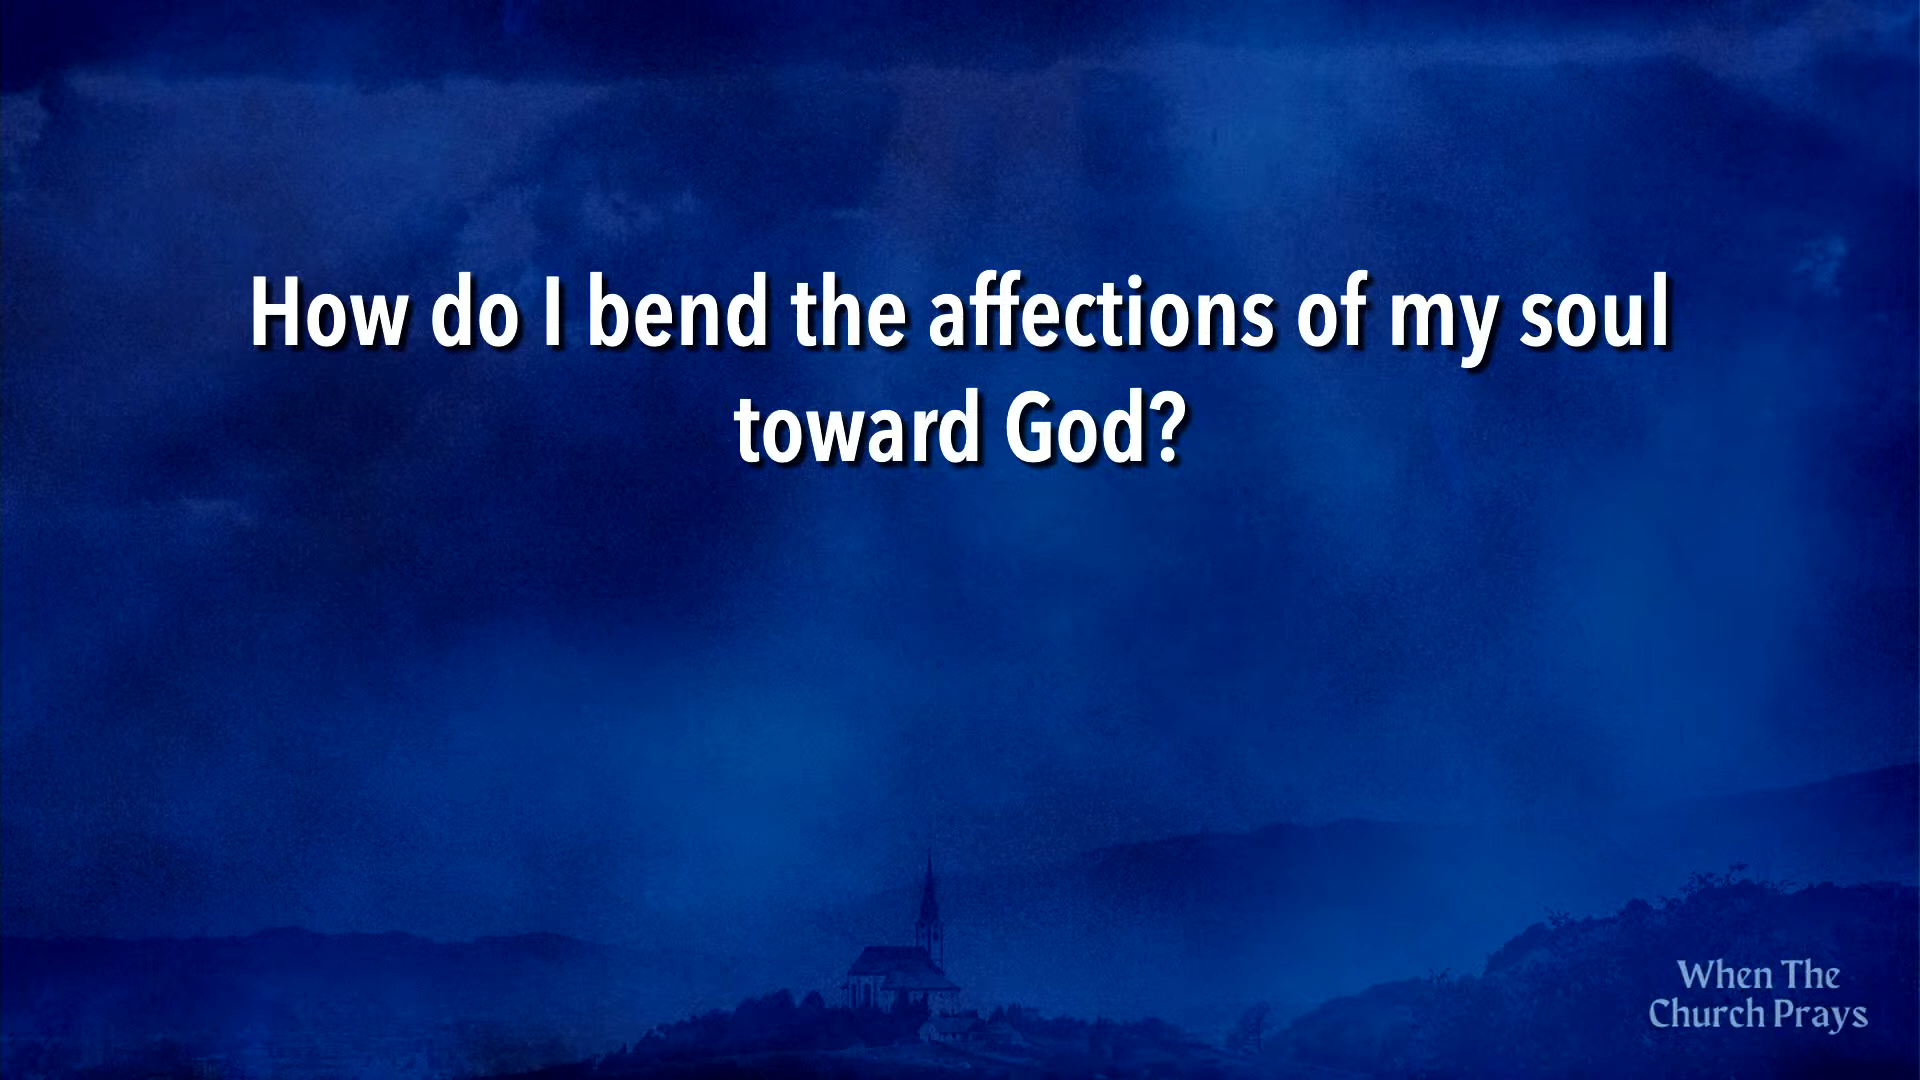 How do I bend the affections of my soul
toward God?
When The
Church Prays